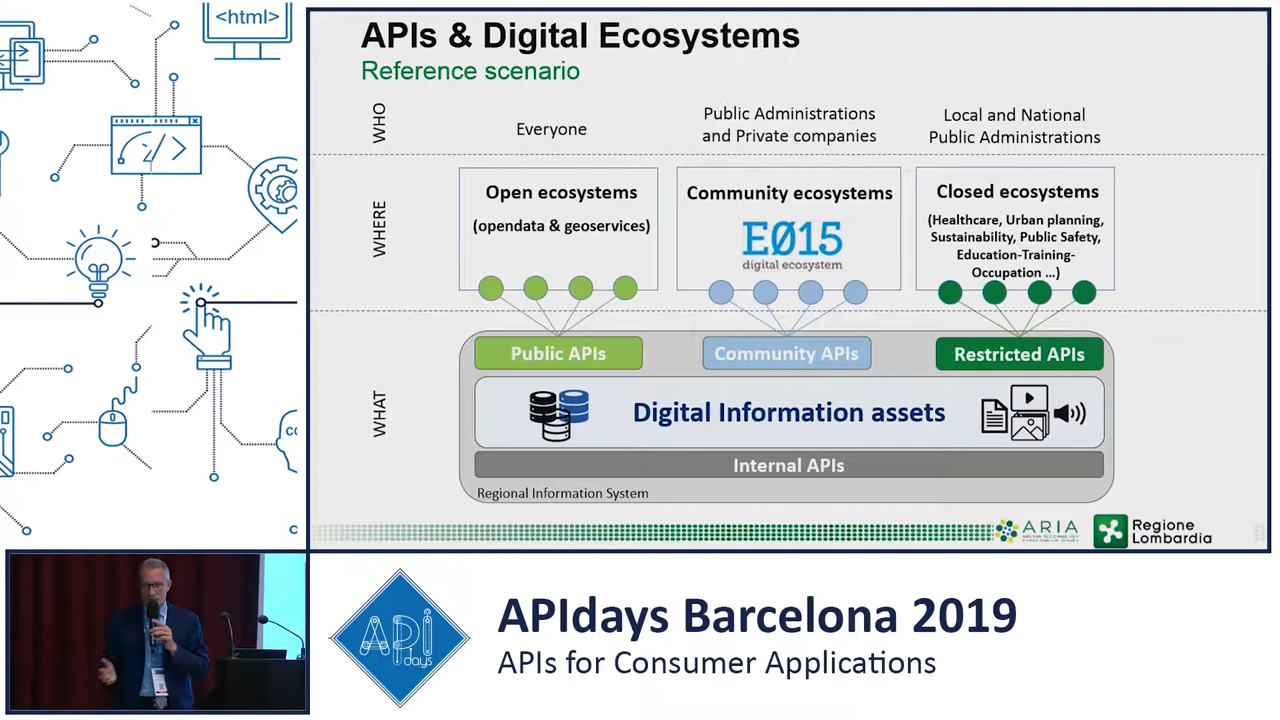 <html>
APIs & Digital Ecosystems
Reference scenario
WHO
Everyone
Public Administrations
and Private companies
Local and National
Public Administrations
WHERE
Open ecosystems
(opendata & geoservices)
Community ecosystems
EØ15
digital ecosystem
Closed ecosystems
(Healthcare, Urban planning,
Sustainability, Public Safety,
Education-Training-
Occupation ...)
WHAT
Public APIs
Community APIs
Restricted APIs
Digital Information assets
Internal APIs
Regional Information System
ARIA
Regione
Lombardia
API
days
APIdays Barcelona 2019
APIs for Consumer Applications